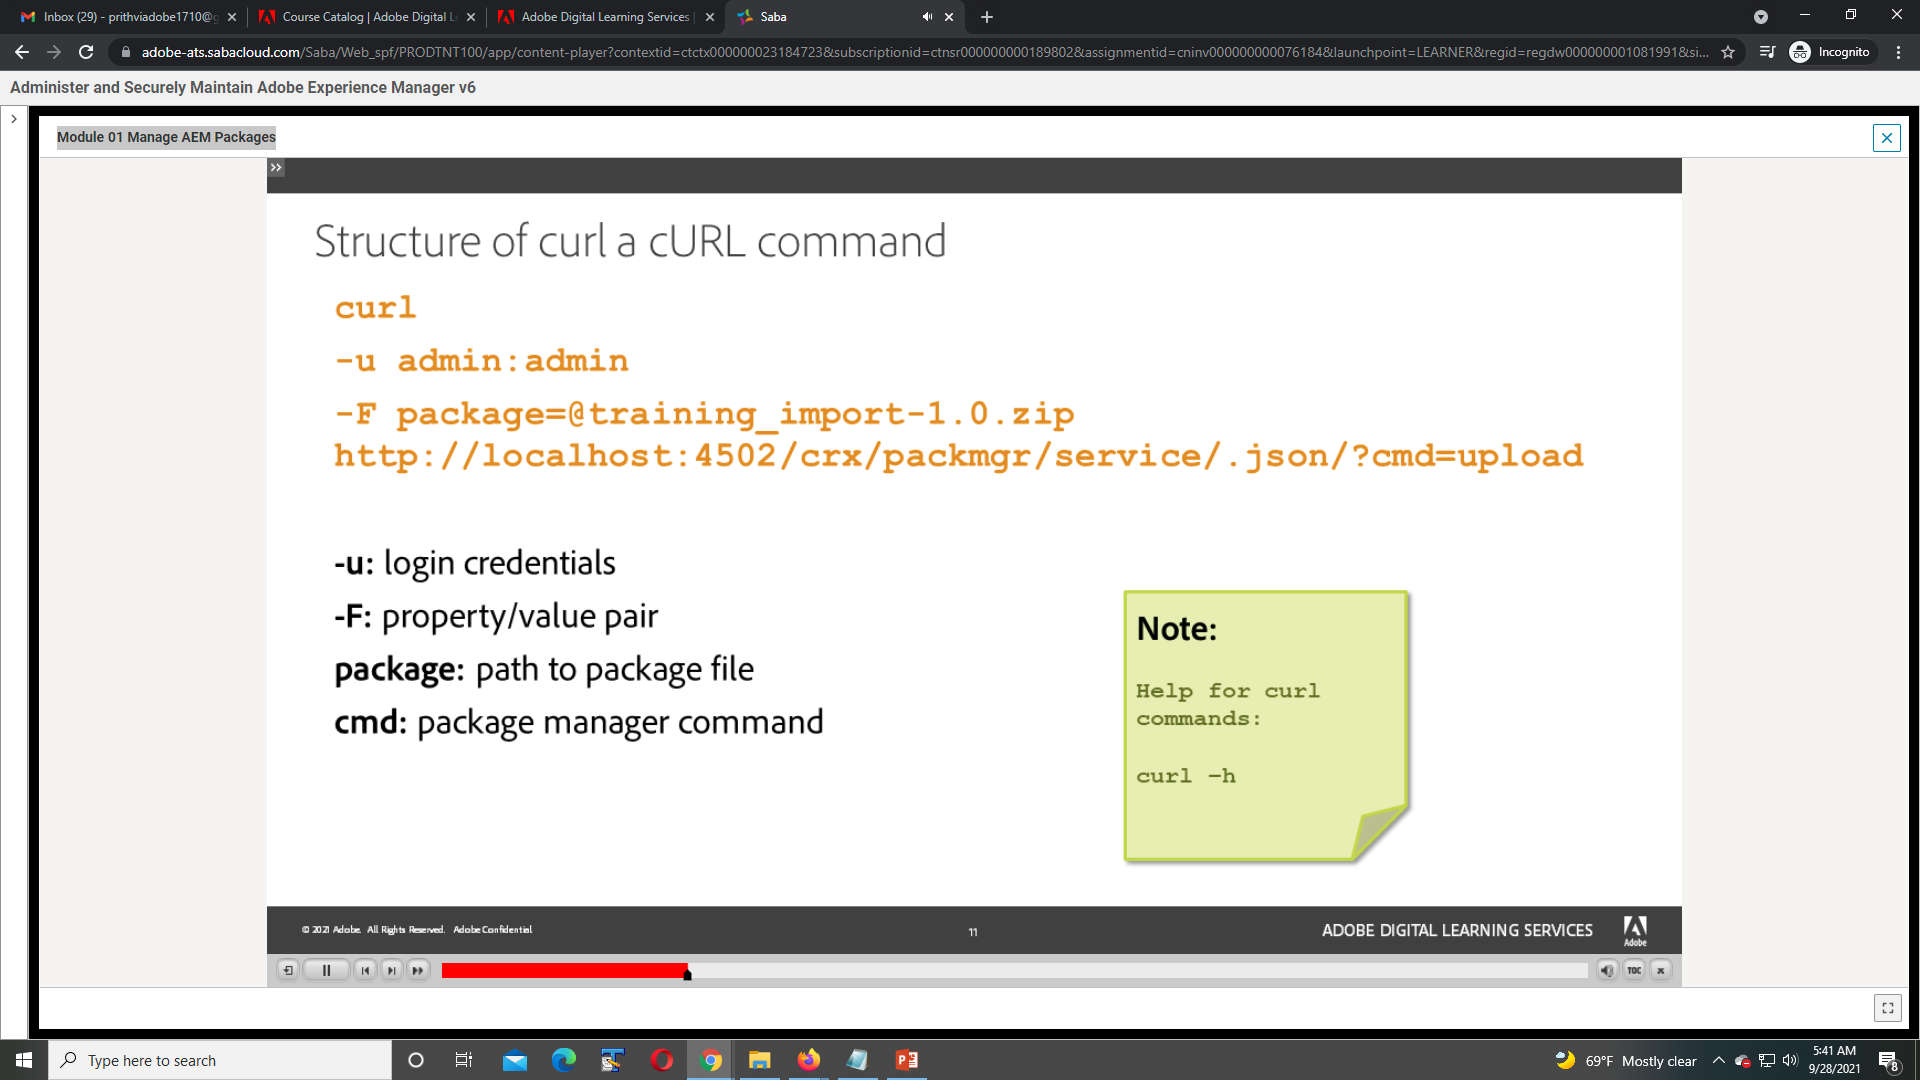 Inbox (29) - prithviadobe1710@g
Course Catalog | Adobe Digital L
Adobe Digital Learning Services |
Saba
adobe-ats.sabacloud.com/Saba/Web_spf/PRODTNT100/app/content-player?contextid=ctctx000000023184723&subscriptionid=ctnsr0000000000189802&assignmentid=cninv000000000076184&launchpoint=LEARNER&regid=regdw000000001081991&si...
Incognito
Administer and Securely Maintain Adobe Experience Manager v6
Module 01 Manage AEM Packages
Structure of curl a cURL command
curl
-u admin:admin
-F package=@training_import-1.0.zip
http://localhost:4502/crx/packmgr/service/.json/?cmd=upload
-u: login credentials
-F: property/value pair
package: path to package file
cmd: package manager command
Note:
Help for curl
commands:
curl –h
© 2021 Adobe. All Rights Reserved. Adobe Confidential
11
ADOBE DIGITAL LEARNING SERVICES
Adobe
TOC
Type here to search
69°F Mostly clear
5:41 AM
9/28/2021
8